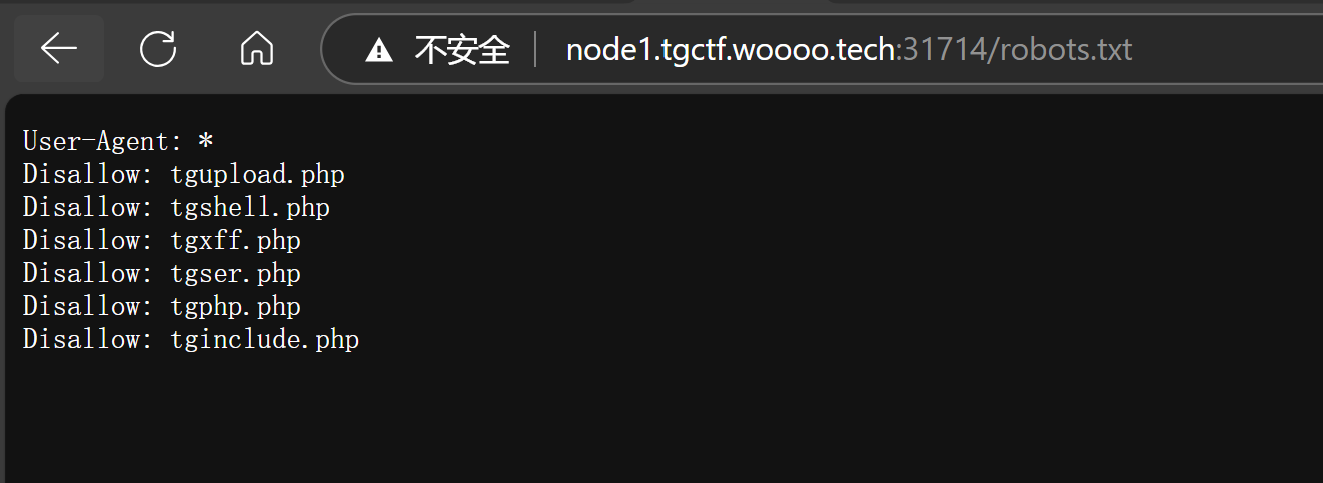 不安全 node1.tgctf.woooo.tech:31714/robots.txt
User-Agent: *
Disallow: tgupload.php
Disallow: tgshell.php
Disallow: tgxff.php
Disallow: tgser.php
Disallow: tgphp.php
Disallow: tginclude.php